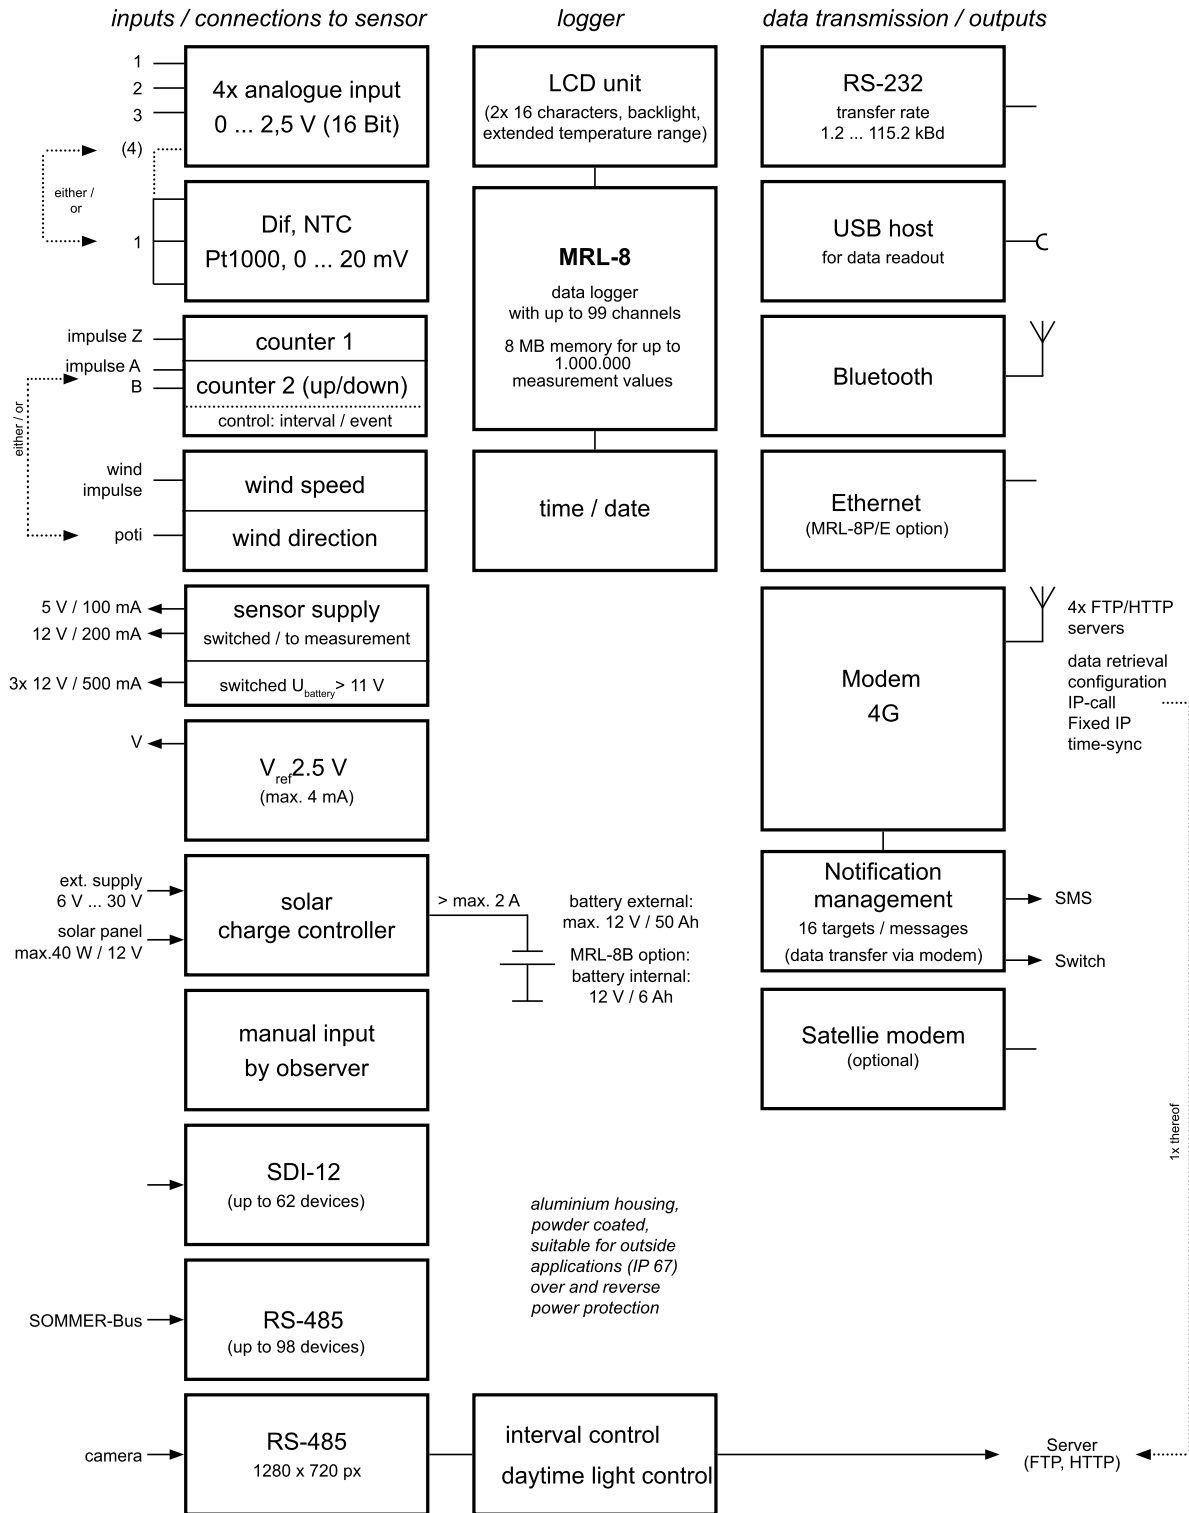 inputs / connections to sensor
logger
data transmission / outputs
1
2
3
(4)
either /
or
1
4x analogue input
0 ... 2,5 V (16 Bit)
Dif, NTC
Pt1000, 0 ... 20 mV
impulse Z
impulse A
B
either / or
counter 1
counter 2 (up/down)
control: interval / event
wind
impulse
poti
wind speed
wind direction
5 V / 100 mA
12 V / 200 mA
3x 12 V / 500 mA
sensor supply
switched / to measurement
switched Ubattery> 11 V
V
Vref2.5 V
(max. 4 mA)
ext. supply
6 V ... 30 V
solar panel
max.40 W / 12 V
solar
charge controller
> max. 2 A
battery external:
max. 12 V / 50 Ah
MRL-8B option:
battery internal:
12 V / 6 Ah
manual input
by observer
SDI-12
(up to 62 devices)
SOMMER-Bus
RS-485
(up to 98 devices)
camera
RS-485
1280 x 720 px
LCD unit
(2x 16 characters, backlight,
extended temperature range)
MRL-8
data logger
with up to 99 channels
8 MB memory for up to
1.000.000
measurement values
time / date
aluminium housing,
powder coated,
suitable for outside
applications (IP 67)
over and reverse
power protection
interval control
daytime light control
RS-232
transfer rate
1.2 ... 115.2 kBd
USB host
for data readout
Bluetooth
Ethernet
(MRL-8P/E option)
Modem
4G
4x FTP/HTTP
servers
data retrieval
configuration
IP-call
Fixed IP
time-sync
Notification
management
16 targets / messages
(data transfer via modem)
SMS
Switch
Satellie modem
(optional)
1x thereof
Server
(FTP, HTTP)